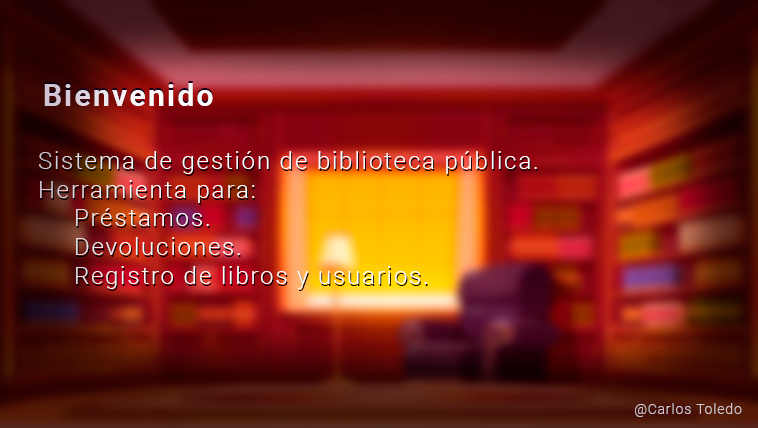 Bienvenido
Sistema de gestión de biblioteca pública.
Herramienta para:
Préstamos.
Devoluciones.
Registro de libros y usuarios.
@Carlos Toledo